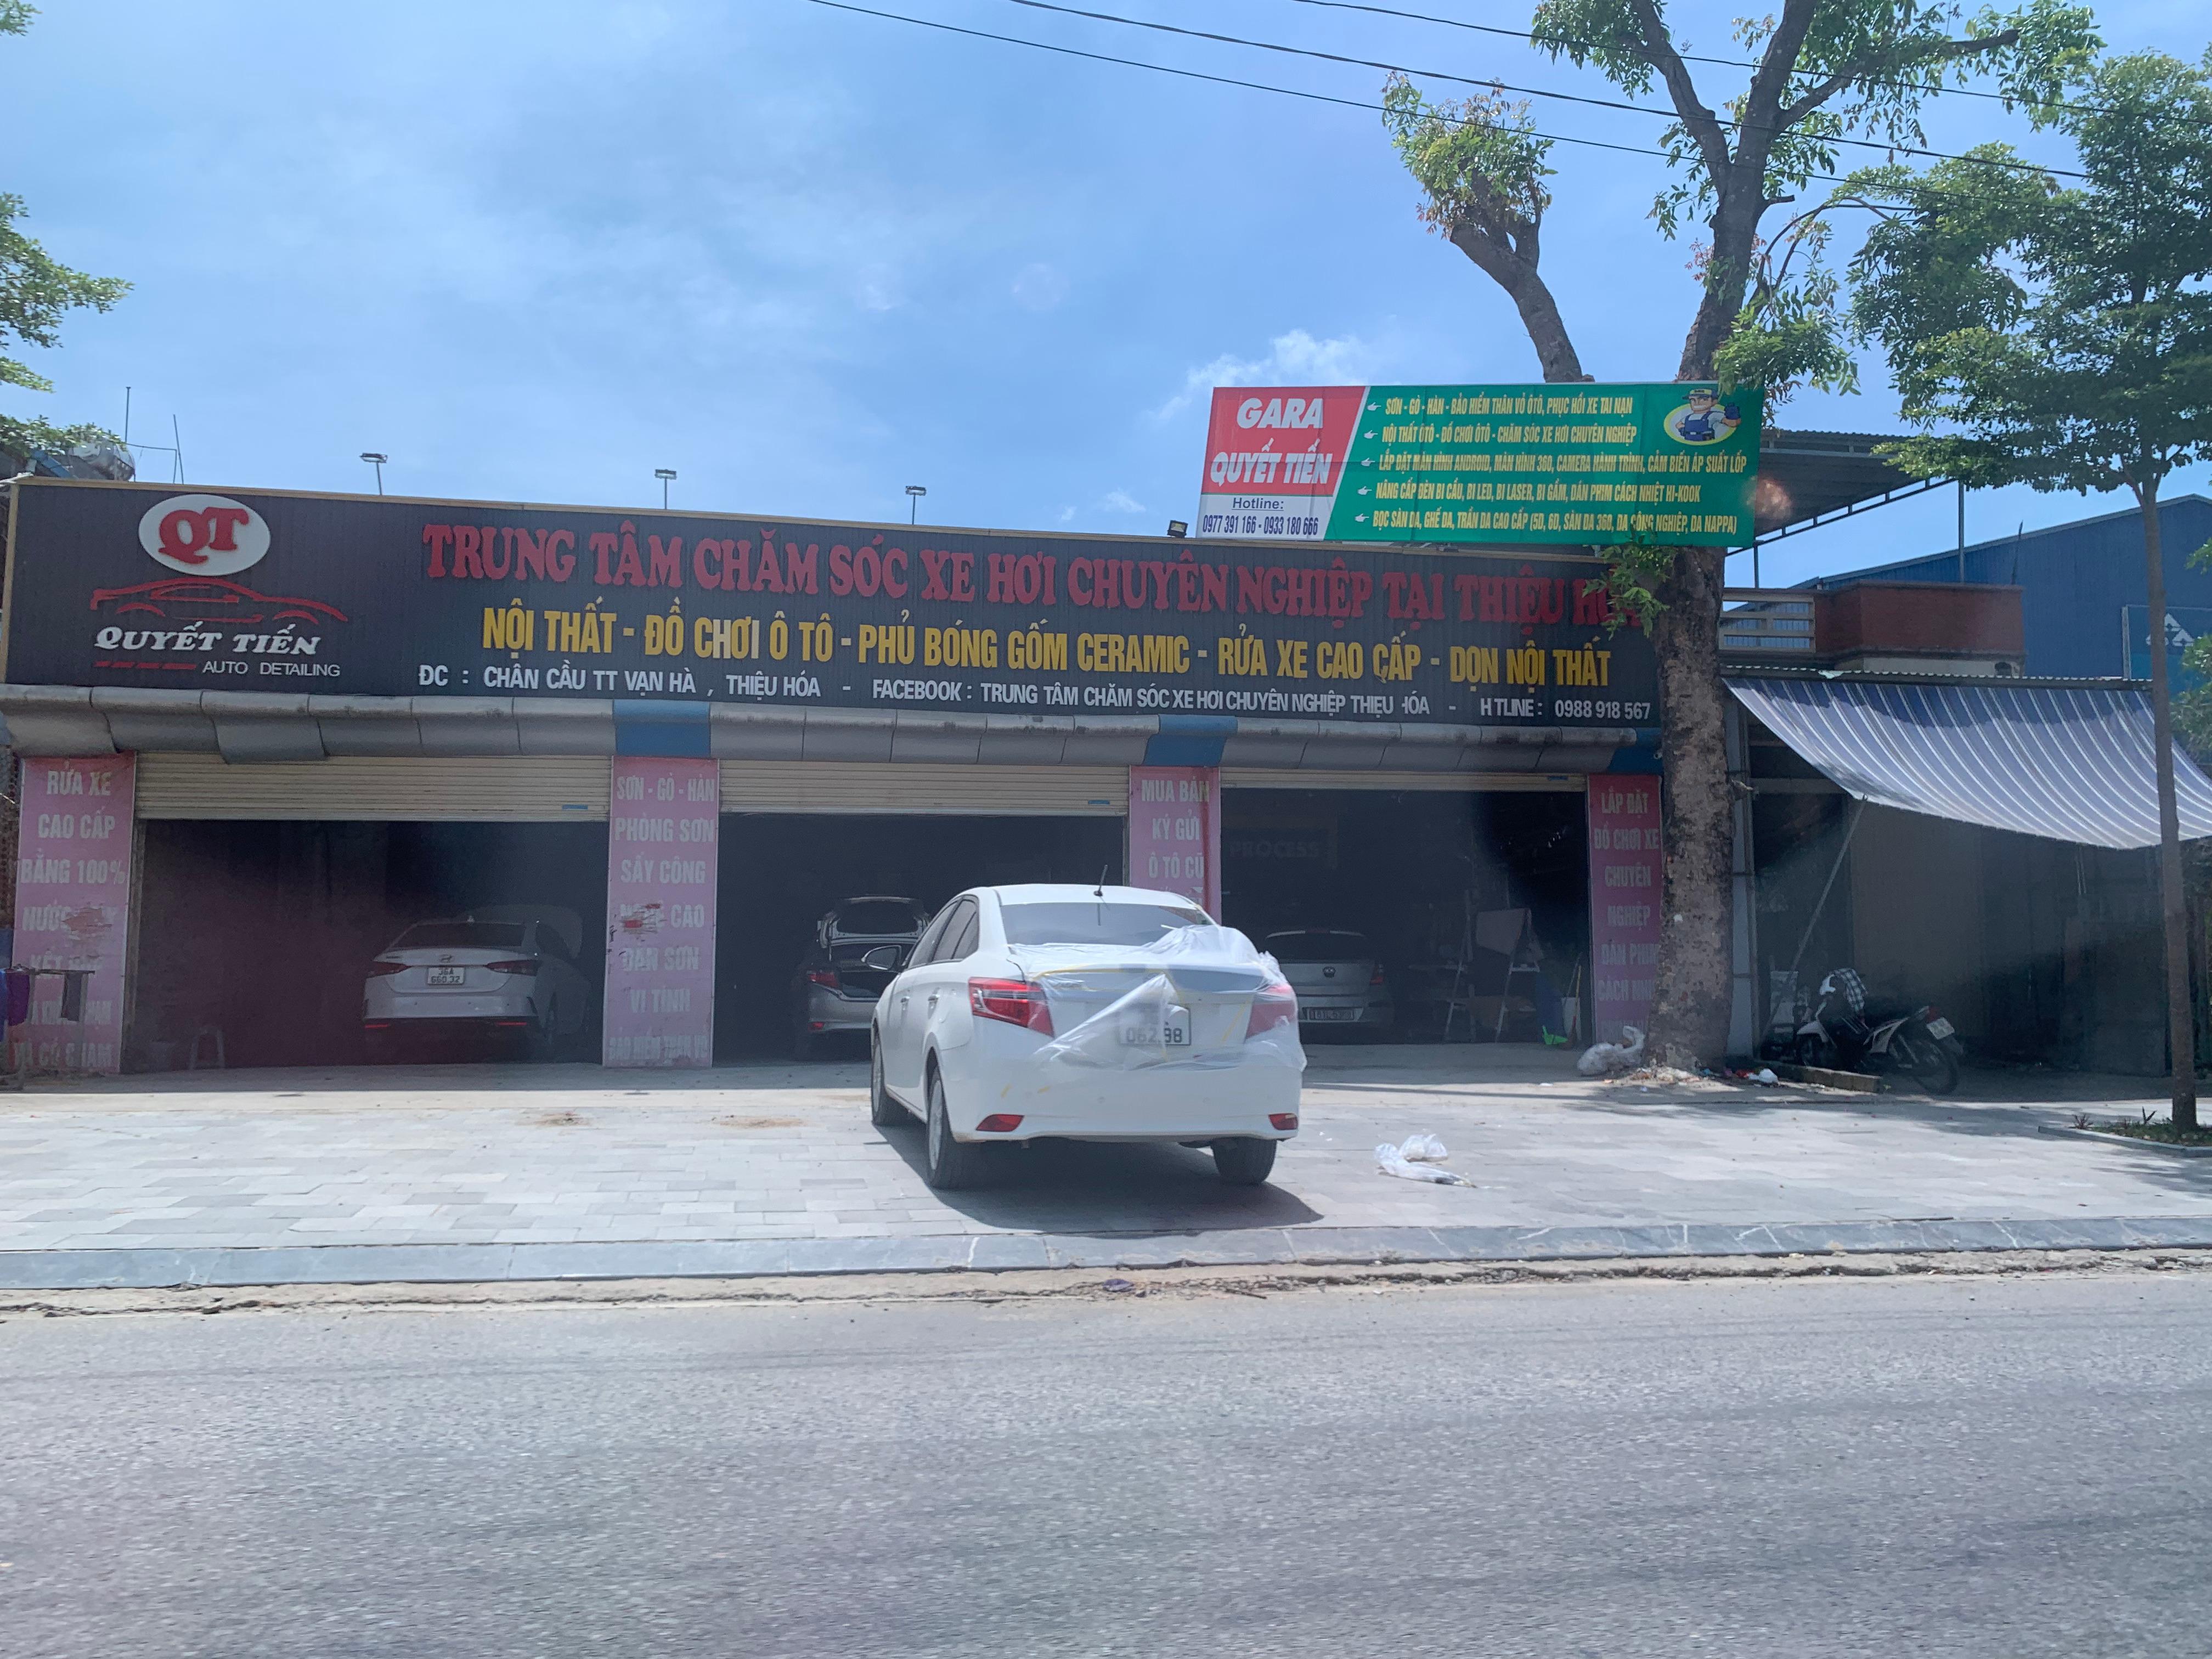 GARA
QUYẾT TIẾN
Hotline:
0977 391 166 - 0933 180 666
SƠN - GÒ - HÀN - BẢO HIỂM THÂN VỎ ÔTÔ, PHỤC HỒI XE TAI NẠN
NỘI THẤT ÔTÔ - ĐỒ CHƠI ÔTÔ - CHĂM SÓC XE HƠI CHUYÊN NGHIỆP
LẮP ĐẶT MÀN HÌNH ANDROID, MÀN HÌNH 360, CAMERA HÀNH TRÌNH, CẢM BIẾN ÁP SUẤT LỐP
NÂNG CẤP ĐÈN BI CẦU, BI LED, BI LASER, BI GẦM, DÁN PHIM CÁCH NHIỆT HI-KOOK
BỌC SÀN DA, GHẾ DA, TRẦN DA CAO CẤP (5D, 6D, SÀN DA 360, DA CÔNG NGHIỆP, DA NAPPA)
QT
QUYẾT TIẾN
AUTO DETAILING
TRUNG TÂM CHĂM SÓC XE HƠI CHUYÊN NGHIỆP TẠI THIỆU
NỘI THẤT - ĐỒ CHƠI Ô TÔ - PHỦ BÓNG GỐM CERAMIC - RỬA XE CAO CẤP - DỌN NỘI THẤT
ĐC : CHÂN CẦU TT VẠN HÀ , THIỆU HÓA - FACEBOOK : TRUNG TÂM CHĂM SÓC XE HƠI CHUYÊN NGHIỆP THIỆU HÓA - H TLINE : 0988 918 567
RỬA XE
CAO CẤP
BẰNG 100%
SƠN - GÒ - HÀN
PHÒNG SƠN
SẤY CÔNG
CAO
VI TÍNH
MUA BÁN
KÝ GỬI
Ô TÔ CŨ
LẮP ĐẶT
ĐỒ CHƠI XE
CHUYÊN
NGHIỆP
DÁN PHIM
CÁCH
PROCESS
36A
660.32